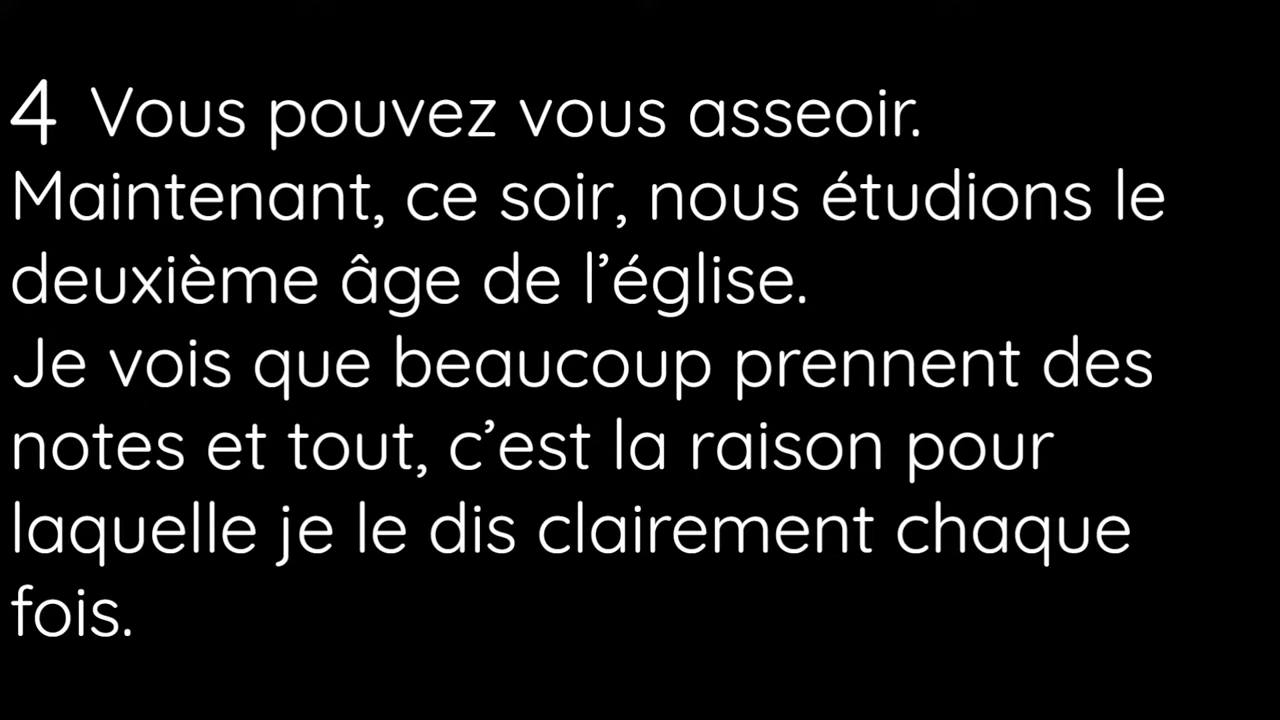 4 Vous pouvez vous asseoir.
Maintenant, ce soir, nous étudions le
deuxième âge de l’église.
Je vois que beaucoup prennent des
notes et tout, c’est la raison pour
laquelle je le dis clairement chaque
fois.